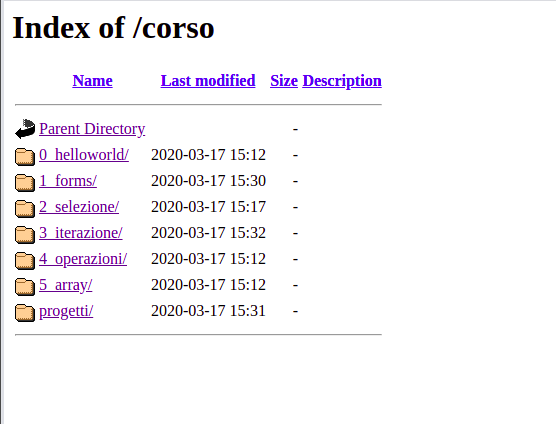 Index of /corso
Name Last modified Size Description
Parent Directory -
0_helloworld/ 2020-03-17 15:12 -
1_forms/ 2020-03-17 15:30 -
2_selezione/ 2020-03-17 15:17 -
3_iterazione/ 2020-03-17 15:32 -
4_operazioni/ 2020-03-17 15:12 -
5_array/ 2020-03-17 15:12 -
progetti/ 2020-03-17 15:31 -